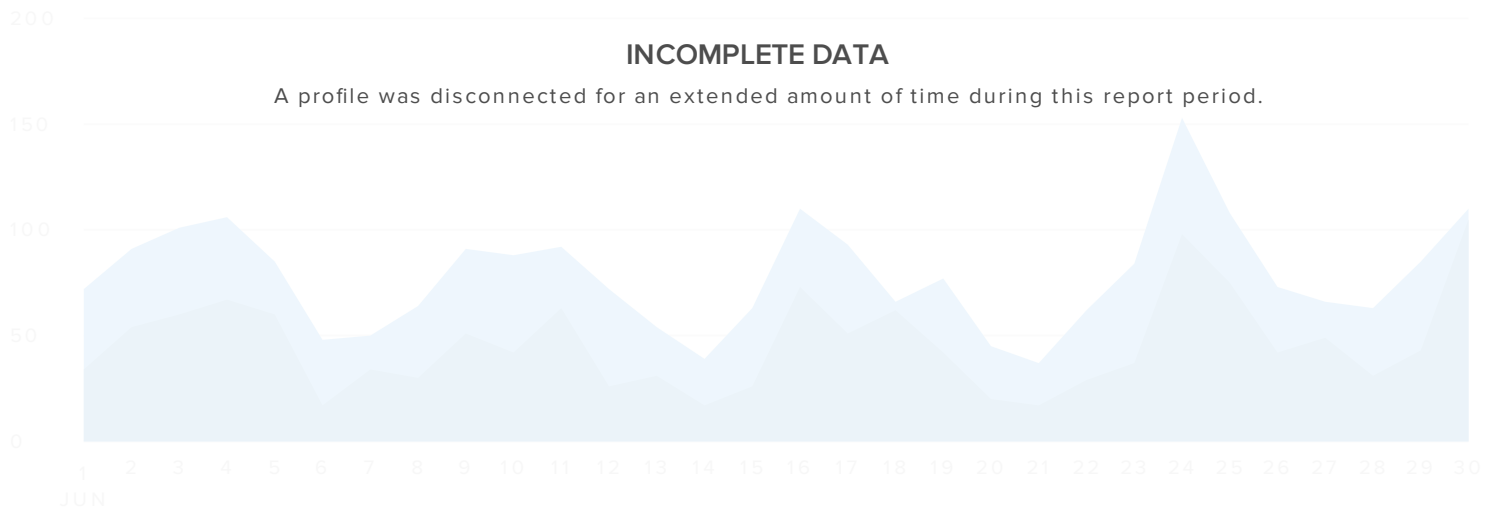 200
INCOMPLETE DATA
A profile was disconnected for an extended amount of time during this report period.
150
100
50
0
1 2 3 4 5 6 7 8 9 10 11 12 13 14 15 16 17 18 19 20 21 22 23 24 25 26 27 28 29 30
JUN